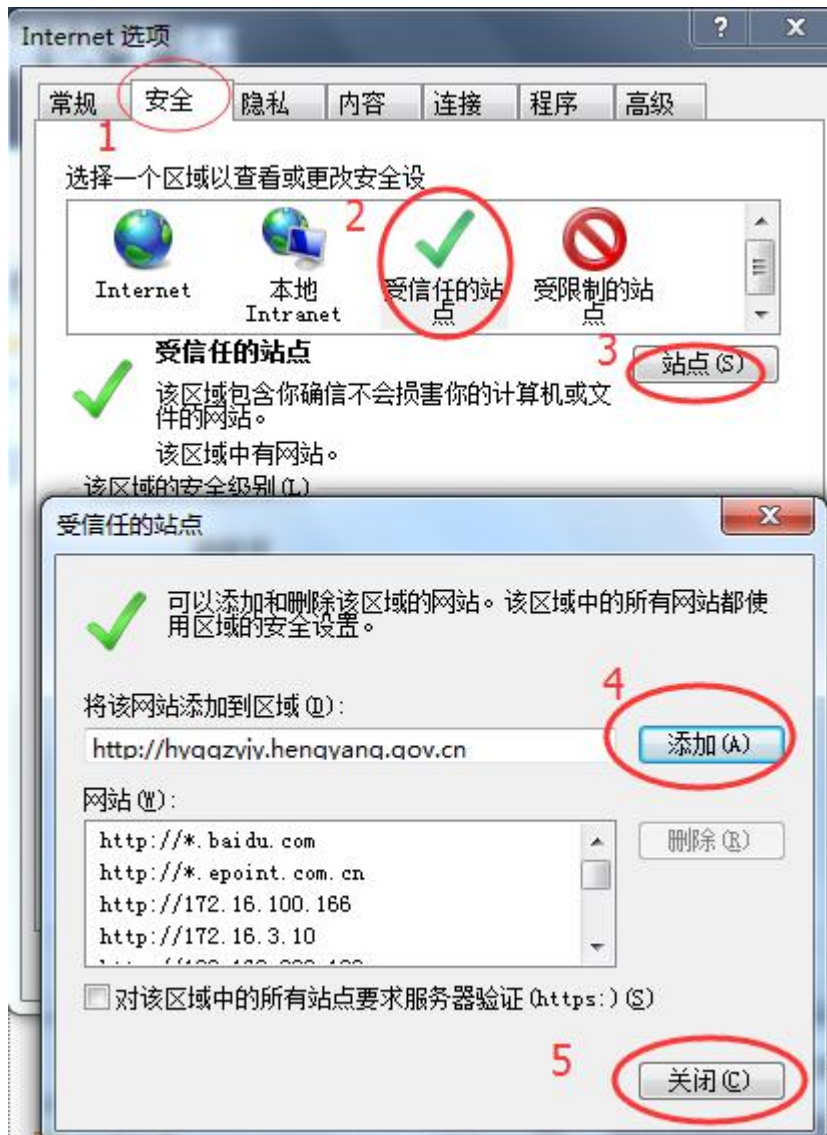 Internet 选项
? X
常规 安全 隐私 内容 连接 程序 高级
1
选择一个区域以查看或更改安全设
2
Internet
本地
Intranet
受信任的站
点
受限制的站
点
受信任的站点
3
站点(S)
该区域包含你确信不会损害你的计算机或文
件的网站。
该区域中有网站。
该区域的安全级别(L)
受信任的站点
X
可以添加和删除该区域的网站。该区域中的所有网站都使
用区域的安全设置。
4
将该网站添加到区域(D):
http://hyggzyjy.hengyang.gov.cn
添加(A)
网站(W):
http://*.baidu.com
http://*.epoint.com.cn
http://172.16.100.166
http://172.16.3.10
删除(R)
对该区域中的所有站点要求服务器验证(https:)(S)
5
关闭(C)